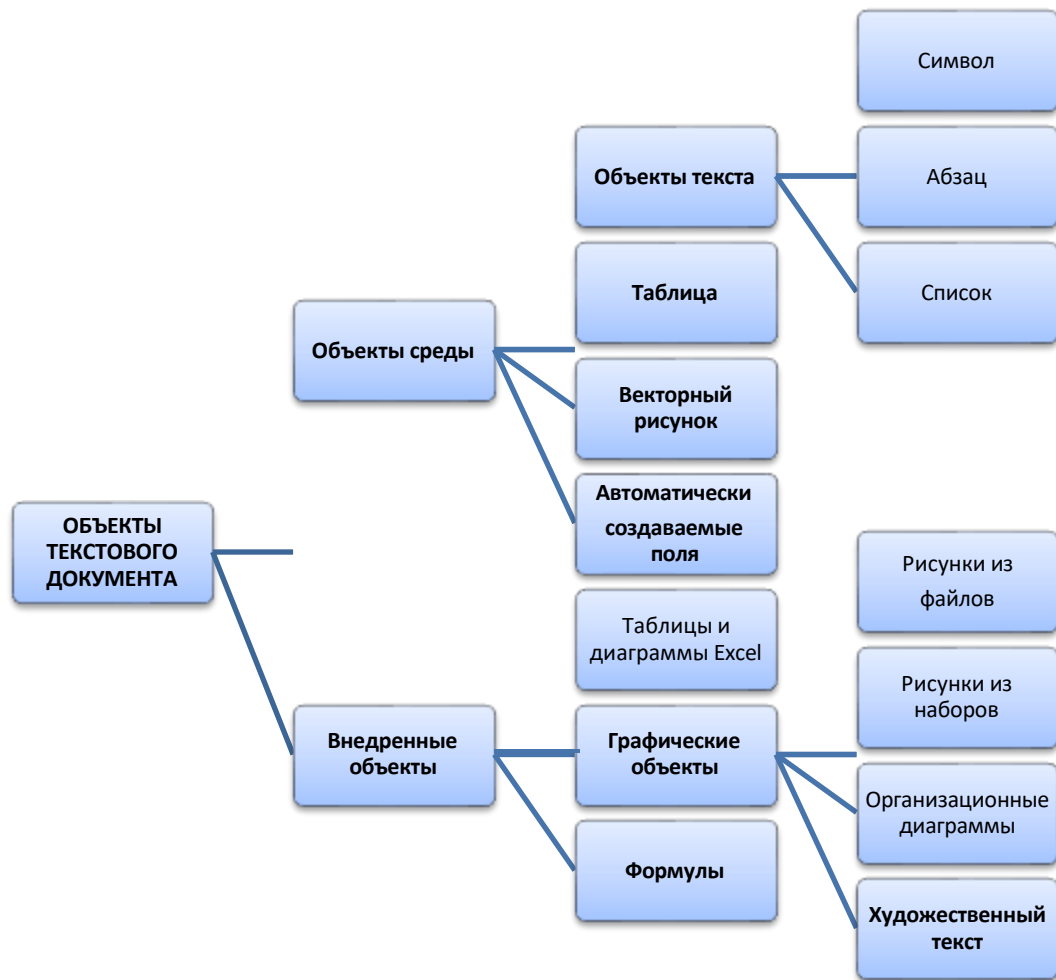 Символ
Объекты текста
Абзац
Таблица
Список
Объекты среды
Векторный
рисунок
Автоматически
создаваемые
поля
ОБЪЕКТЫ
ТЕКСТОВОГО
ДОКУМЕНТА
Рисунки из
файлов
Таблицы и
диаграммы Excel
Рисунки из
наборов
Внедренные
объекты
Графические
объекты
Организационные
диаграммы
Формулы
Художественный
текст